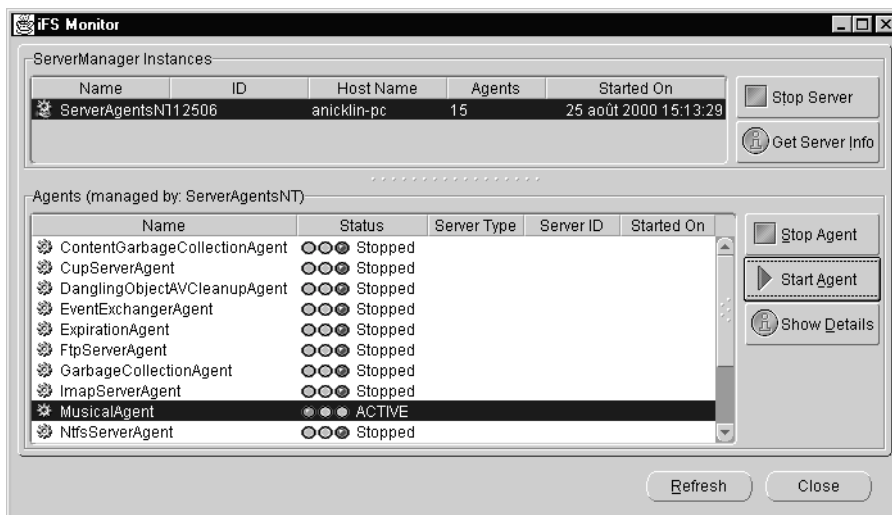 iFS Monitor
ServerManager Instances
Name ID Host Name Agents Started On
ServerAgentsNT 12506 anicklin-pc 15 25 août 2000 15:13:29
Stop Server
Get Server Info
Agents (managed by: ServerAgentsNT)
Name Status Server Type Server ID Started On
ContentGarbageCollectionAgent Stopped
CupServerAgent Stopped
DanglingObjectAVCleanupAgent Stopped
EventExchangerAgent Stopped
ExpirationAgent Stopped
FtpServerAgent Stopped
GarbageCollectionAgent Stopped
ImapServerAgent Stopped
MusicalAgent ACTIVE
NtfsServerAgent Stopped
Stop Agent
Start Agent
Show Details
Refresh Close